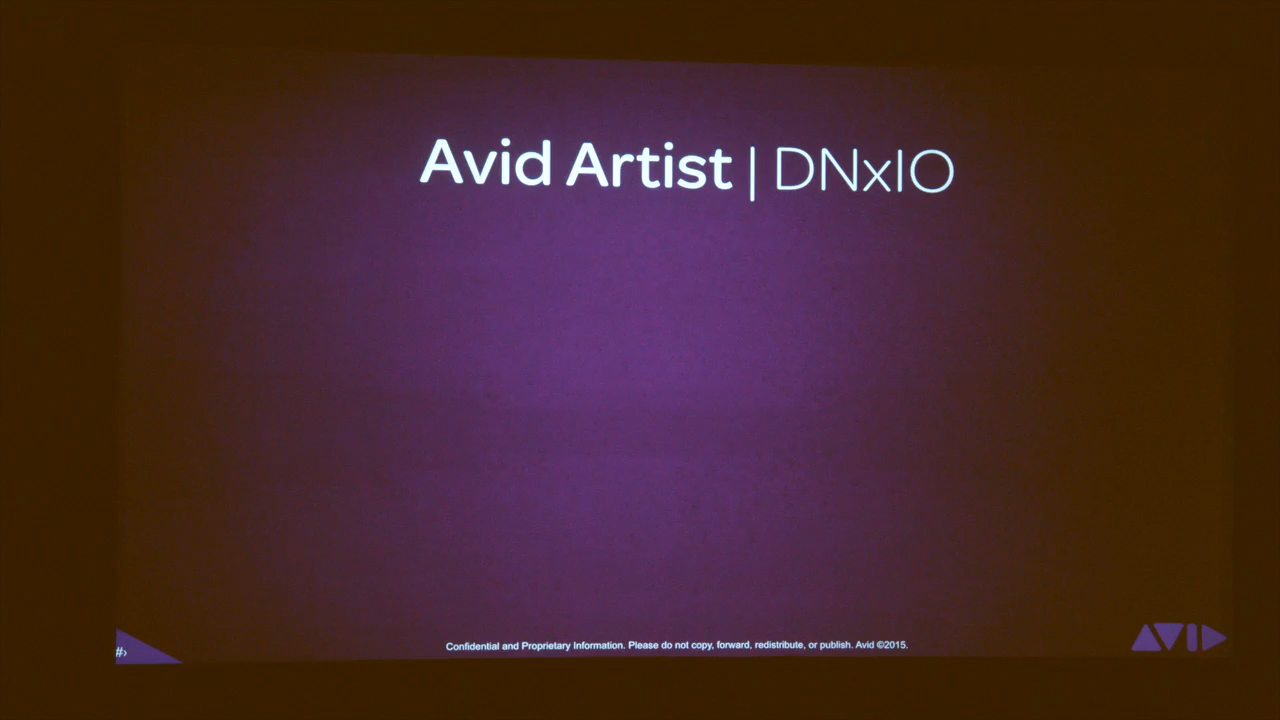 Avid Artist | DNxIO
#›
Confidential and Proprietary Information. Please do not copy, forward, redistribute, or publish. Avid ©2015.
AVID